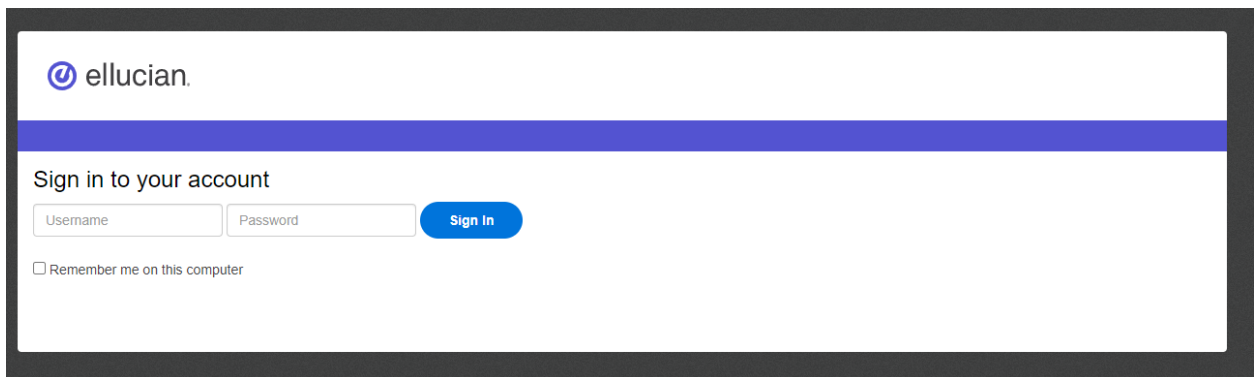 ellucian.
Sign in to your account
Username Password Sign In
Remember me on this computer